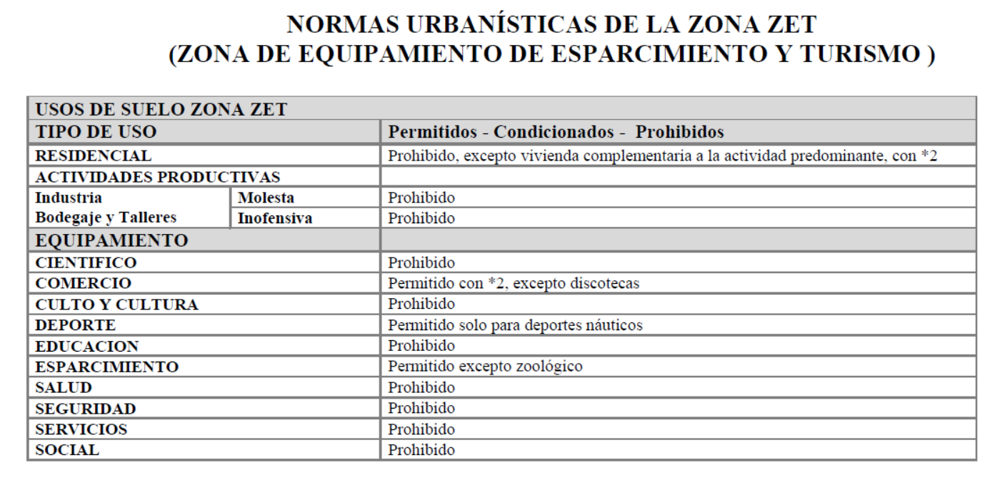 NORMAS URBANÍSTICAS DE LA ZONA ZET
(ZONA DE EQUIPAMIENTO DE ESPARCIMIENTO Y TURISMO )
USOS DE SUELO ZONA ZET
TIPO DE USO Permitidos - Condicionados - Prohibidos
RESIDENCIAL Prohibido, excepto vivienda complementaria a la actividad predominante, con *2
ACTIVIDADES PRODUCTIVAS
Industria Molesta Prohibido
Bodegaje y Talleres Inofensiva Prohibido
EQUIPAMIENTO
CIENTIFICO Prohibido
COMERCIO Permitido con *2, excepto discotecas
CULTO Y CULTURA Prohibido
DEPORTE Permitido solo para deportes náuticos
EDUCACION Prohibido
ESPARCIMIENTO Permitido excepto zoológico
SALUD Prohibido
SEGURIDAD Prohibido
SERVICIOS Prohibido
SOCIAL Prohibido